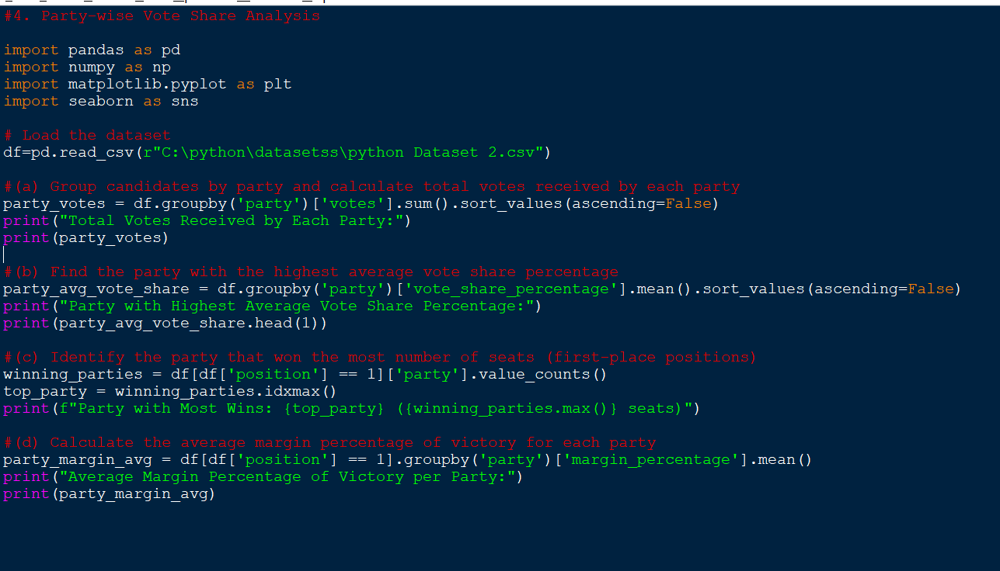 #4. Party-wise Vote Share Analysis
import pandas as pd
import numpy as np
import matplotlib.pyplot as plt
import seaborn as sns
# Load the dataset
df=pd.read_csv(r"C:\python\datasetss\python Dataset 2.csv")
#(a) Group candidates by party and calculate total votes received by each party
party_votes = df.groupby('party')['votes'].sum().sort_values(ascending=False)
print("Total Votes Received by Each Party:")
print(party_votes)
#(b) Find the party with the highest average vote share percentage
party_avg_vote_share = df.groupby('party')['vote_share_percentage'].mean().sort_values(ascending=False)
print("Party with Highest Average Vote Share Percentage:")
print(party_avg_vote_share.head(1))
#(c) Identify the party that won the most number of seats (first-place positions)
winning_parties = df[df['position'] == 1]['party'].value_counts()
top_party = winning_parties.idxmax()
print(f"Party with Most Wins: {top_party} ({winning_parties.max()} seats)")
#(d) Calculate the average margin percentage of victory for each party
party_margin_avg = df[df['position'] == 1].groupby('party')['margin_percentage'].mean()
print("Average Margin Percentage of Victory per Party:")
print(party_margin_avg)